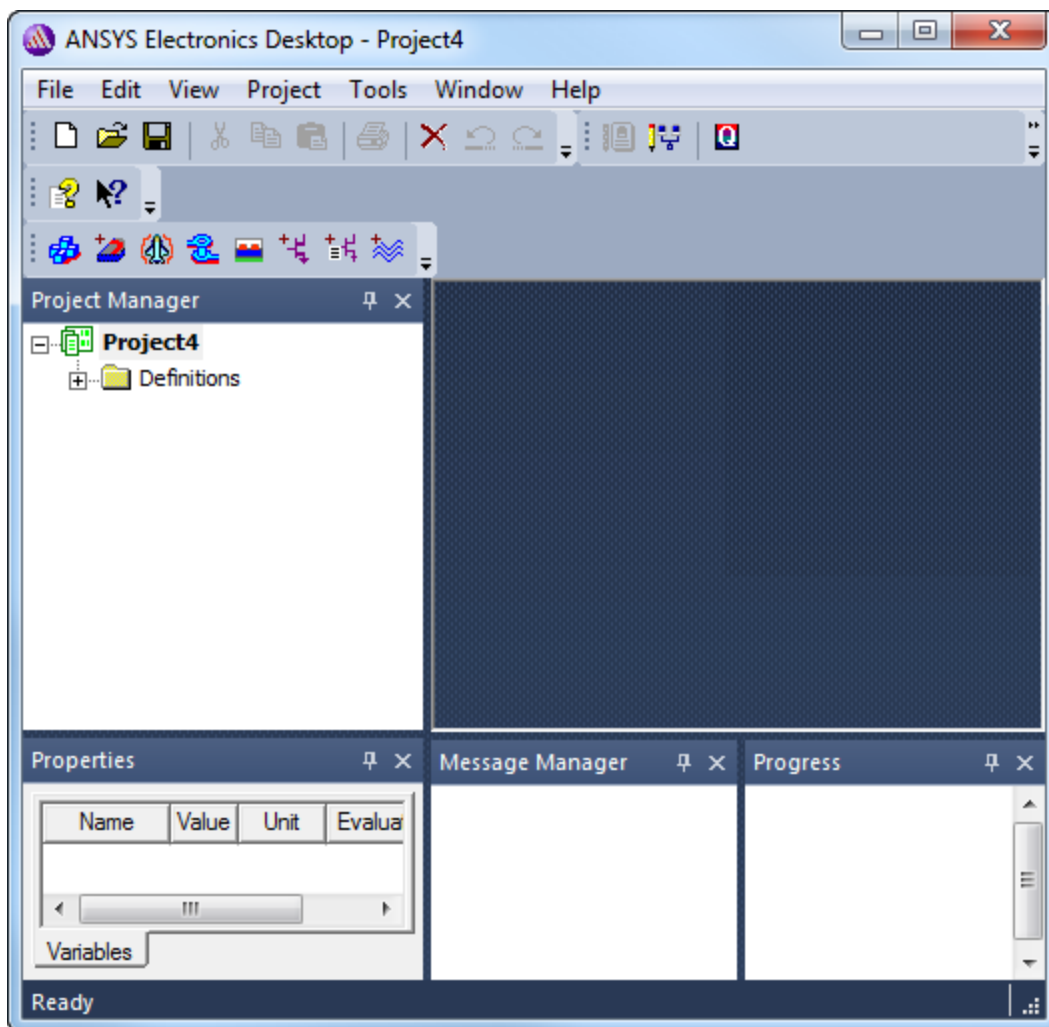 ANSYS Electronics Desktop - Project4
File Edit View Project Tools Window Help
Q
Project Manager
Project4
Definitions
Properties
Message Manager
Progress
Name Value Unit Evalua
Variables
Ready